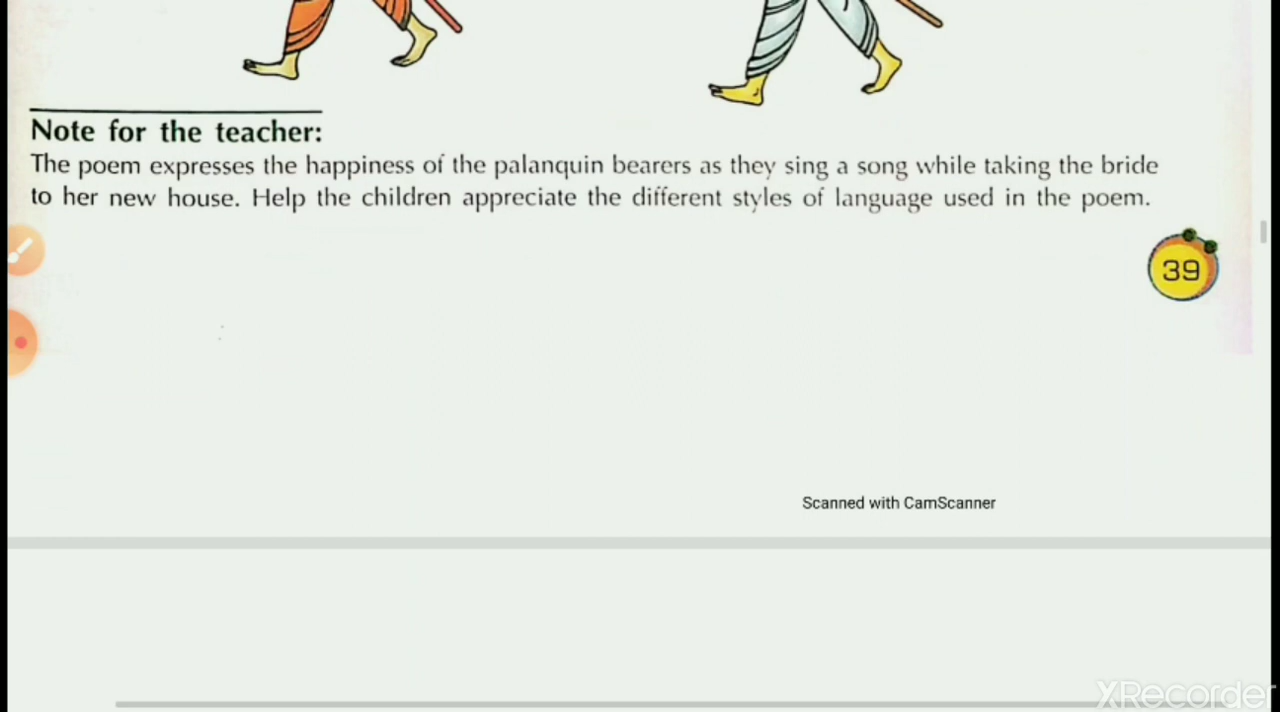 Note for the teacher:
The poem expresses the happiness of the palanquin bearers as they sing a song while taking the bride
to her new house. Help the children appreciate the different styles of language used in the poem.
39
Scanned with CamScanner
XRecorder